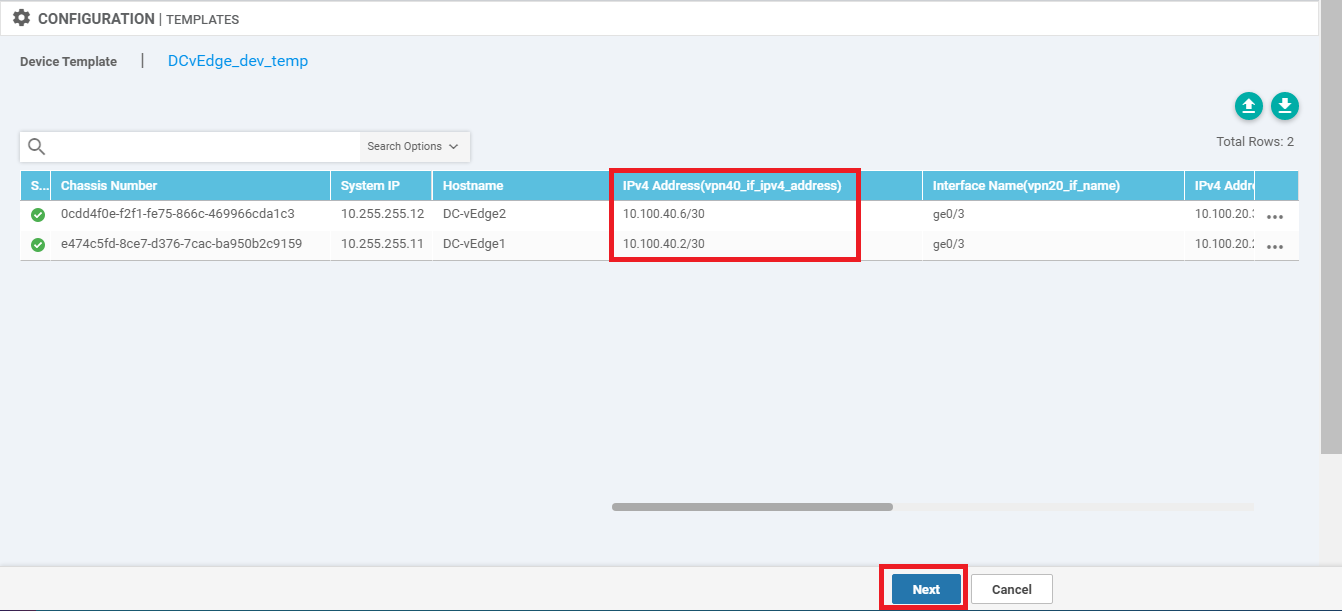 CONFIGURATION | TEMPLATES
Device Template | DCvEdge_dev_temp
Search Options
Total Rows: 2
S... Chassis Number System IP Hostname IPv4 Address(vpn40_if_ipv4_address) Interface Name(vpn20_if_name) IPv4 Addr
0cdd4f0e-f2f1-fe75-866c-469966cda1c3 10.255.255.12 DC-vEdge2 10.100.40.6/30 ge0/3 10.100.20.3 ...
e474c5fd-8ce7-d376-7cac-ba950b2c9159 10.255.255.11 DC-vEdge1 10.100.40.2/30 ge0/3 10.100.20.2 ...
Next Cancel